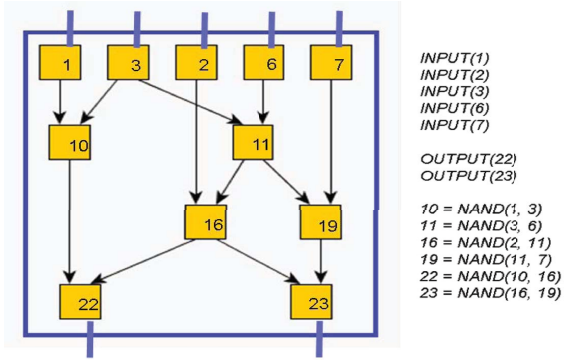 1 3 2 6 7
10 11
16 19
22 23
INPUT(1)
INPUT(2)
INPUT(3)
INPUT(6)
INPUT(7)
OUTPUT(22)
OUTPUT(23)
10 = NAND(1, 3)
11 = NAND(3, 6)
16 = NAND(2, 11)
19 = NAND(11, 7)
22 = NAND(10, 16)
23 = NAND(16, 19)